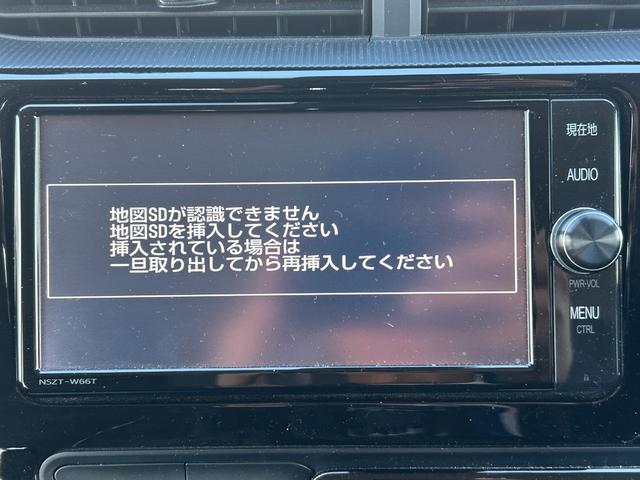 地図SDが認識できません
地図SDを挿入してください
挿入されている場合は
一旦取り出してから再挿入してください
現在地
AUDIO
PWR•VOL
MENU
CTRL
NSZT-W66T